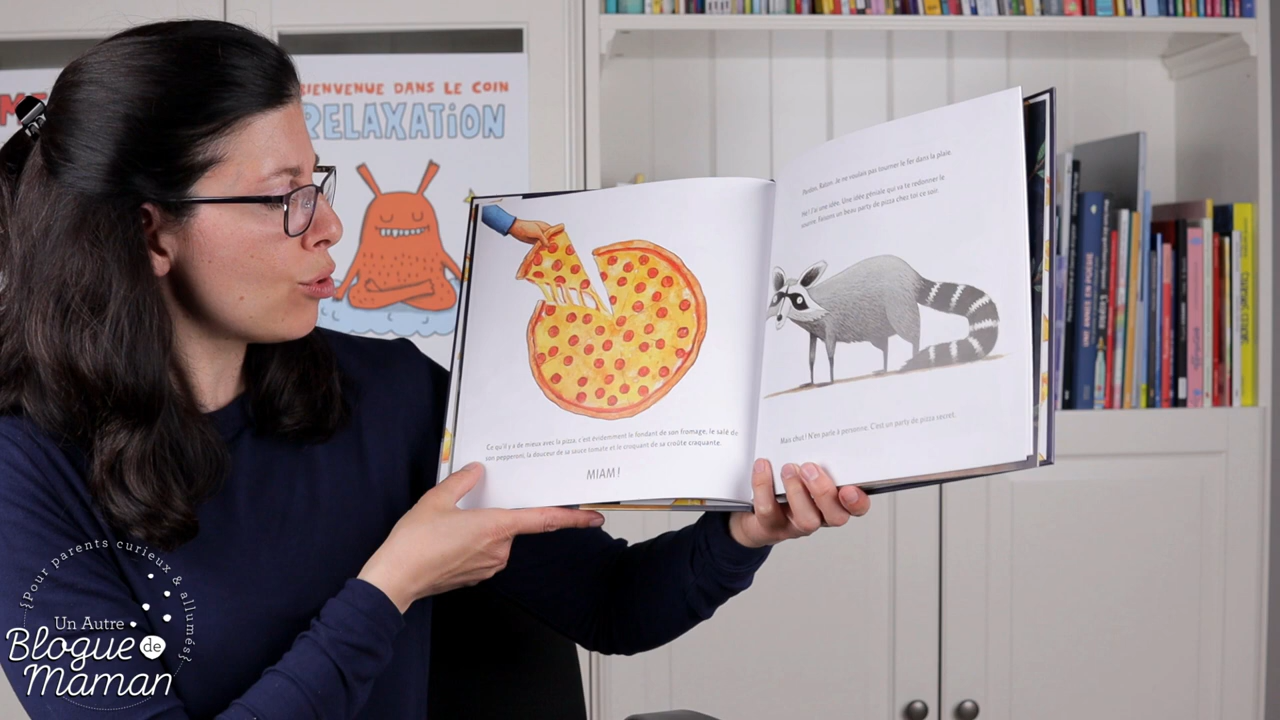 BIENVENUE DANS LE COIN
RELAXATION
Pardon, Raton. Je ne voulais pas tourner le fer dans la plaie.
Hé ! J'ai une idée. Une idée géniale qui va te redonner le
sourire. Faisons un beau party de pizza chez toi ce soir.
Ce qu'il y a de mieux avec la pizza, c'est évidemment le fondant de son fromage, le salé de
son pepperoni, la douceur de sa sauce tomate et le croquant de sa croûte craquante.
MIAM !
Mais chut ! N'en parle à personne. C'est un party de pizza secret.
{Pour parents curieux & allumés}
Un Autre
Blogue de
Maman